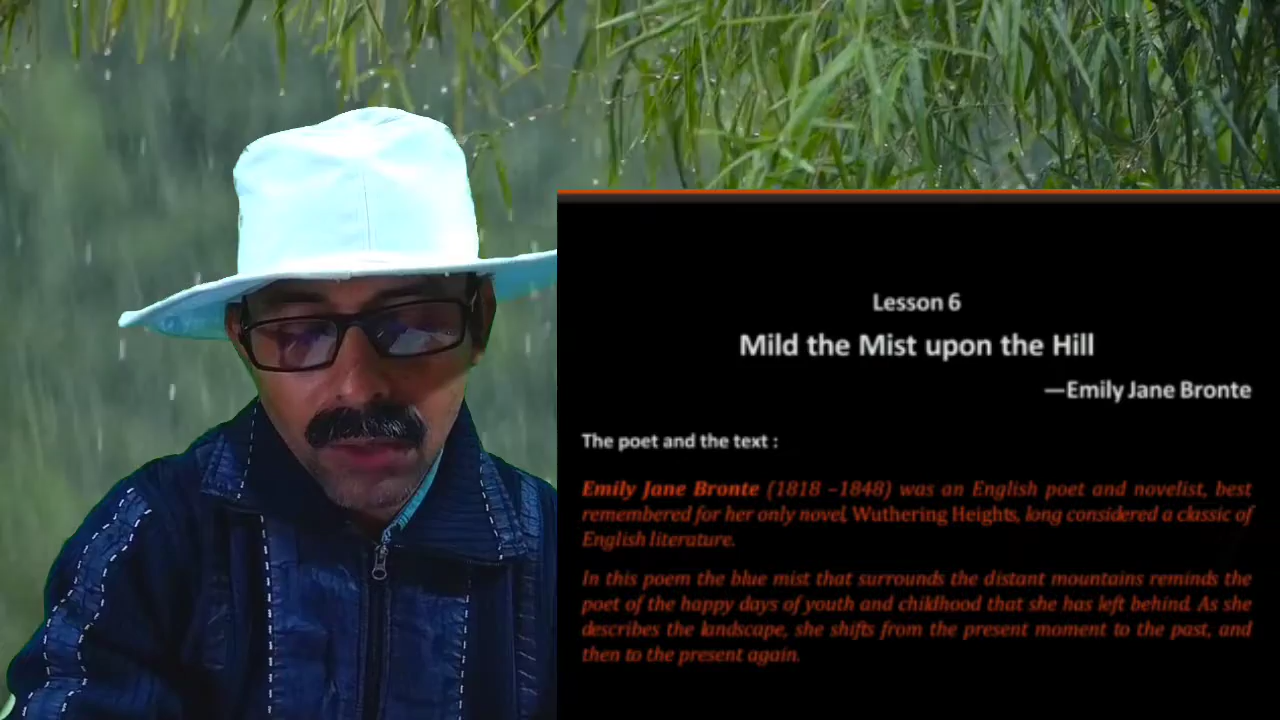 Lesson 6
Mild the Mist upon the Hill
—Emily Jane Bronte
The poet and the text :
Emily Jane Bronte (1818 –1848) was an English poet and novelist, best
remembered for her only novel, Wuthering Heights, long considered a classic of
English literature.
In this poem the blue mist that surrounds the distant mountains reminds the
poet of the happy days of youth and childhood that she has left behind. As she
describes the landscape, she shifts from the present moment to the past, and
then to the present again.